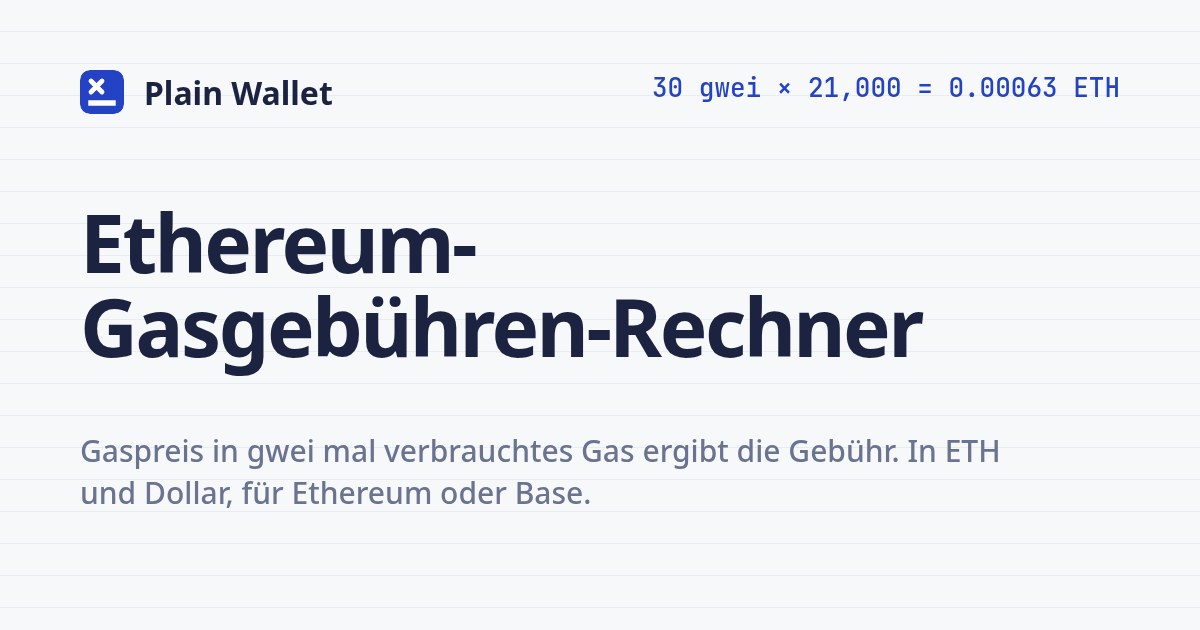 Plain Wallet
30 gwei × 21,000 = 0.00063 ETH
Ethereum-
Gasgebühren-Rechner
Gaspreis in gwei mal verbrauchtes Gas ergibt die Gebühr. In ETH
und Dollar, für Ethereum oder Base.